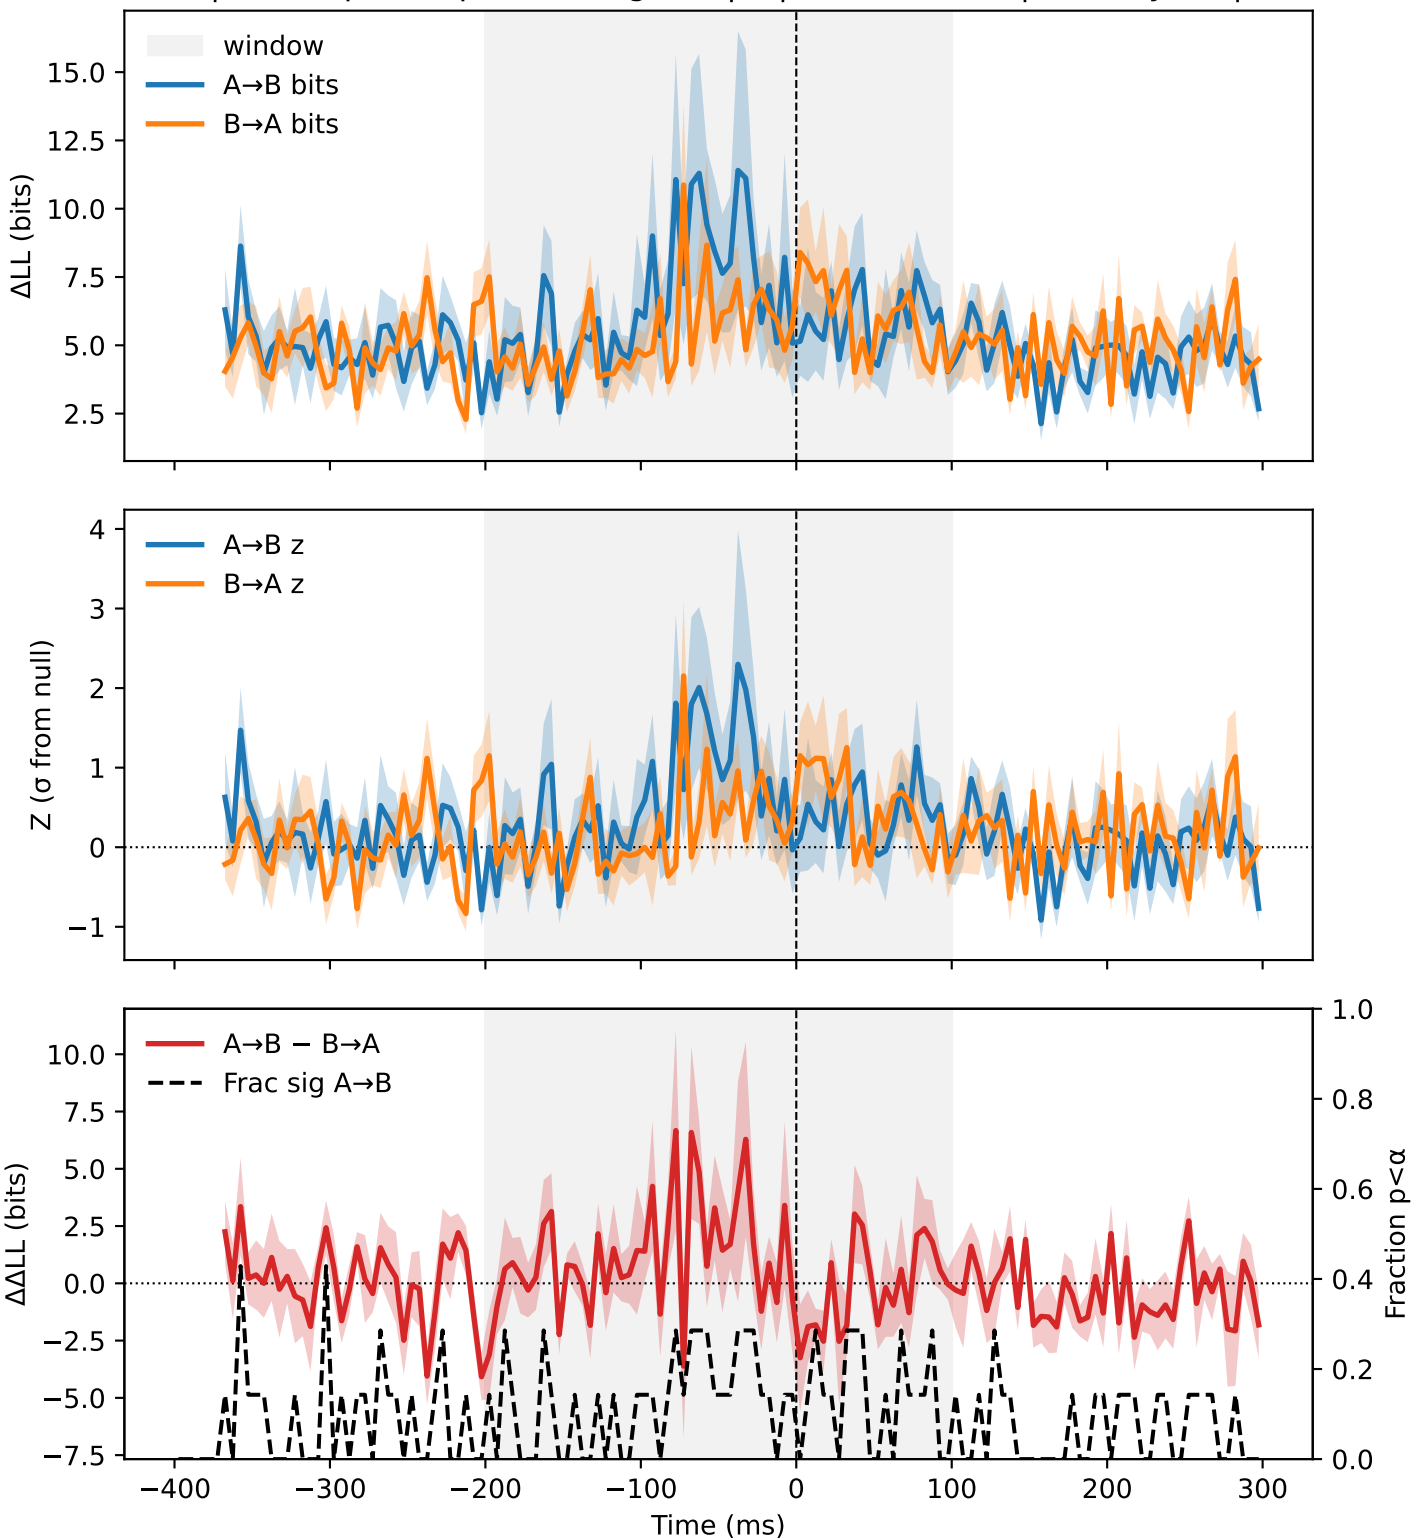 window
A→B bits
B→A bits
ΔLL (bits)
15.0
12.5
10.0
7.5
5.0
2.5
A→B z
B→A z
Z (σ from null)
4
3
2
1
0
−1
A→B − B→A
Frac sig A→B
ΔΔLL (bits)
10.0
7.5
5.0
2.5
0.0
−2.5
−5.0
−7.5
1.0
0.8
0.6
0.4
0.2
0.0
Fraction p<α
−400 −300 −200 −100 0 100 200 300
Time (ms)